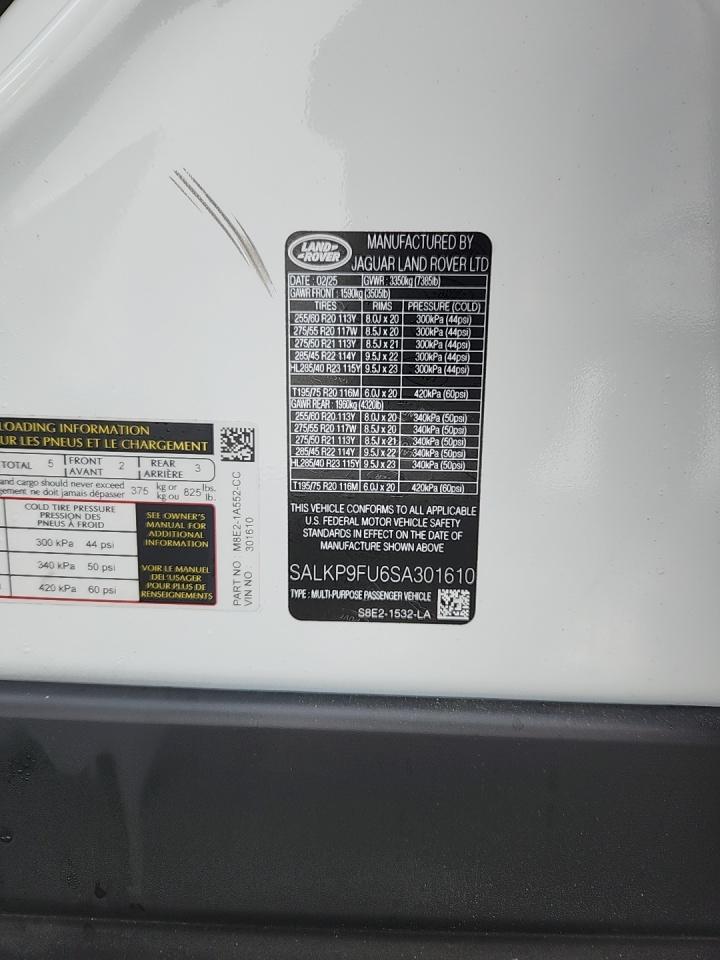 LAND-
-ROVER
MANUFACTURED BY
JAGUAR LAND ROVER LTD
DATE : 02/25 GVWR : 3350kg (7385lb)
GAWR FRONT : 1590kg (3505lb)
TIRES RIMS PRESSURE (COLD)
255/60 R20 113Y 8.0J x 20 300kPa (44psi)
275/55 R20 117W 8.5J x 20 300kPa (44psi)
275/50 R21 113Y 8.5J x 21 300kPa (44psi)
285/45 R22 114Y 9.5J x 22 300kPa (44psi)
HL285/40 R23 115Y 9.5J x 23 300kPa (44psi)
T195/75 R20 116M 6.0J x 20 420kPa (60psi)
GAWR REAR : 1960kg (4320lb)
255/60 R20 113Y 8.0J x 20 340kPa (50psi)
275/55 R20 117W 8.5J x 20 340kPa (50psi)
275/50 R21 113Y 8.5J x 21 340kPa (50psi)
285/45 R22 114Y 9.5J x 22 340kPa (50psi)
HL285/40 R23 115Y 9.5J x 23 340kPa (50psi)
T195/75 R20 116M 6.0J x 20 420kPa (60psi)
THIS VEHICLE CONFORMS TO ALL APPLICABLE
U.S. FEDERAL MOTOR VEHICLE SAFETY
STANDARDS IN EFFECT ON THE DATE OF
MANUFACTURE SHOWN ABOVE
SALKP9FU6SA301610
TYPE : MULTI-PURPOSE PASSENGER VEHICLE
S8E2-1532-LA
LOADING INFORMATION
UR LES PNEUS ET LE CHARGEMENT
TOTAL 5 FRONT 2 REAR 3
AVANT ARRIÈRE
and cargo should never exceed 375 kg or 825 lbs.
gement ne doit jamais dépasser kg ou lb.
COLD TIRE PRESSURE
PRESSION DES
PNEUS À FROID
300 kPa 44 psi
340 kPa 50 psi
420 kPa 60 psi
SEE OWNER'S
MANUAL FOR
ADDITIONAL
INFORMATION
VOIR LE MANUEL
DE L'USAGER
POUR PLUS DE
RENSEIGNEMENTS
PART NO : M8E2-1A552-CC
VIN NO : 301610